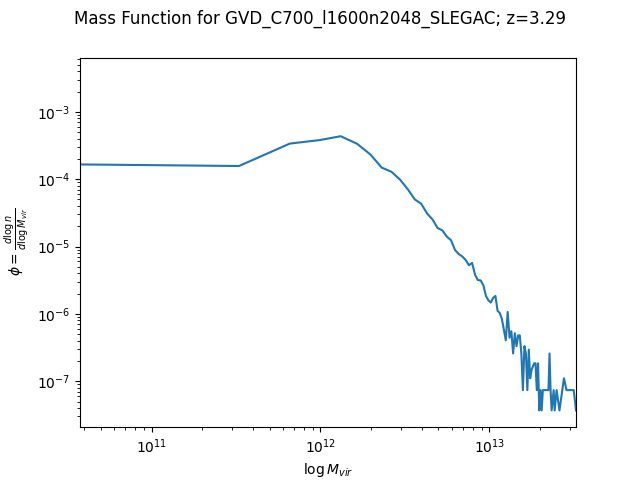 Mass Function for GVD_C700_l1600n2048_SLEGAC; z=3.29
10⁻³
10⁻⁴
10⁻⁵
10⁻⁶
10⁻⁷
ϕ = d log n / d log M_vir
10¹¹
10¹²
10¹³
log M_vir